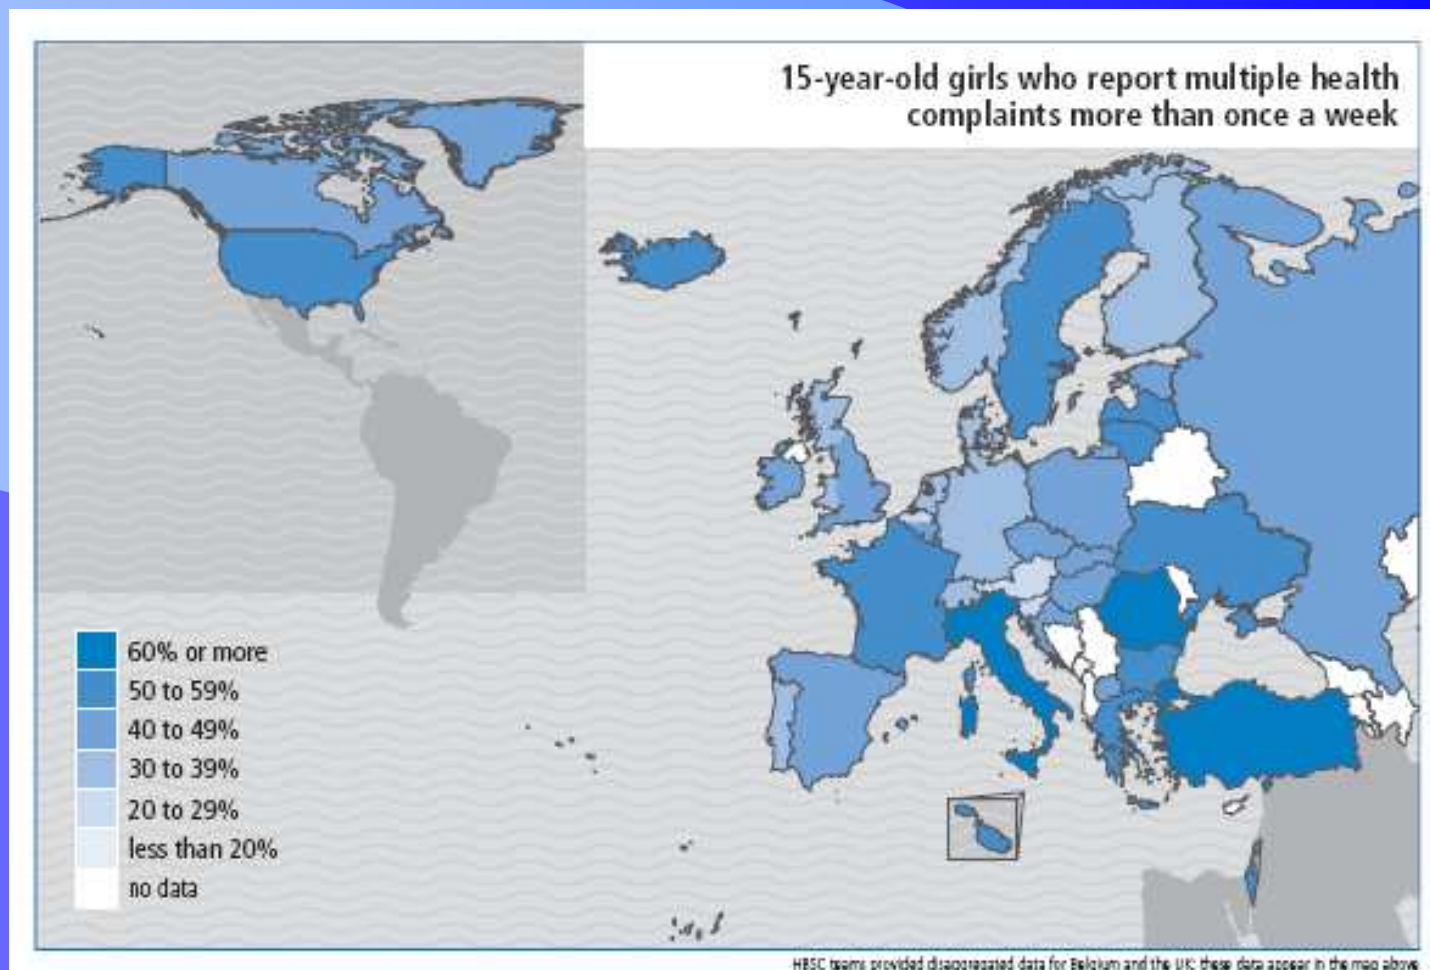 15-year-old girls who report multiple health
complaints more than once a week
60% or more
50 to 59%
40 to 49%
30 to 39%
20 to 29%
less than 20%
no data
HBSC teams provided disaggregated data for Belgium and the UK; these data appear in the map above